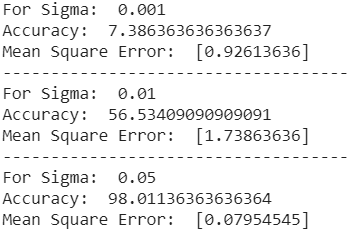 For Sigma:  0.001
Accuracy:  7.386363636363637
Mean Square Error:  [0.92613636]
------------------------------------
For Sigma:  0.01
Accuracy:  56.53409090909091
Mean Square Error:  [1.73863636]
------------------------------------
For Sigma:  0.05
Accuracy:  98.01136363636364
Mean Square Error:  [0.07954545]